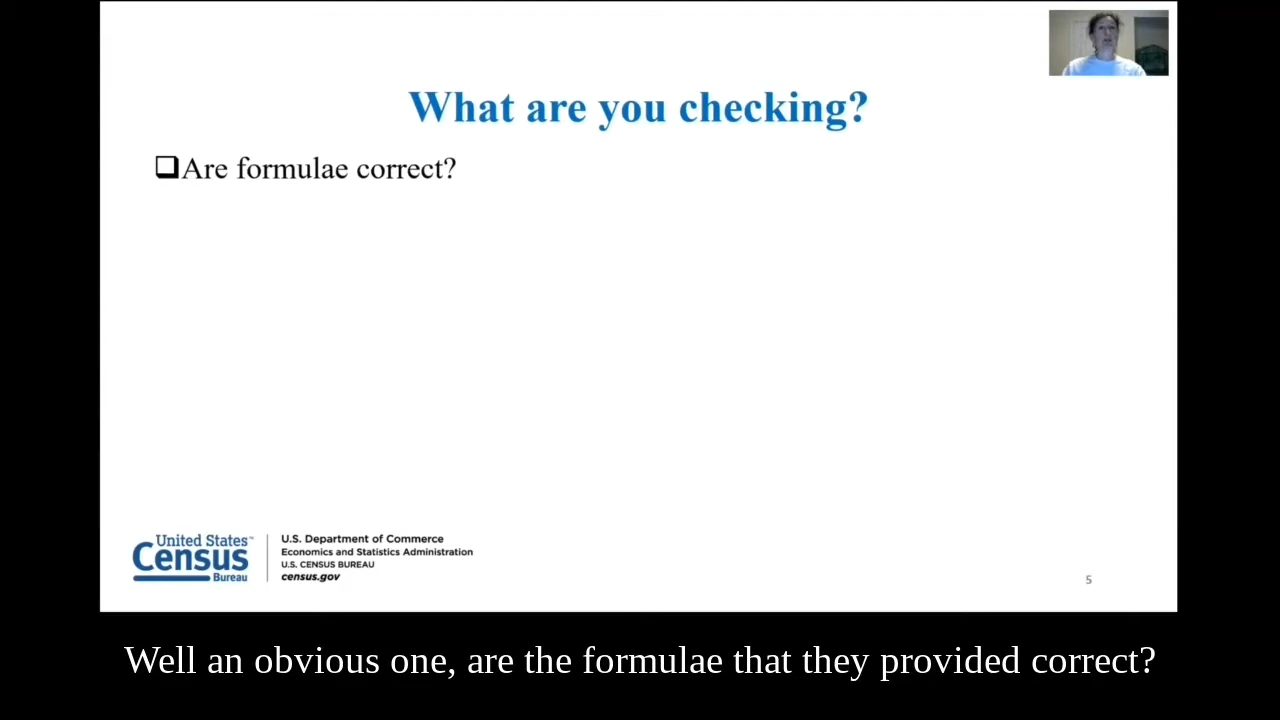 What are you checking?
❑Are formulae correct?
United States™
Census
Bureau
U.S. Department of Commerce
Economics and Statistics Administration
U.S. CENSUS BUREAU
census.gov
5
Well an obvious one, are the formulae that they provided correct?